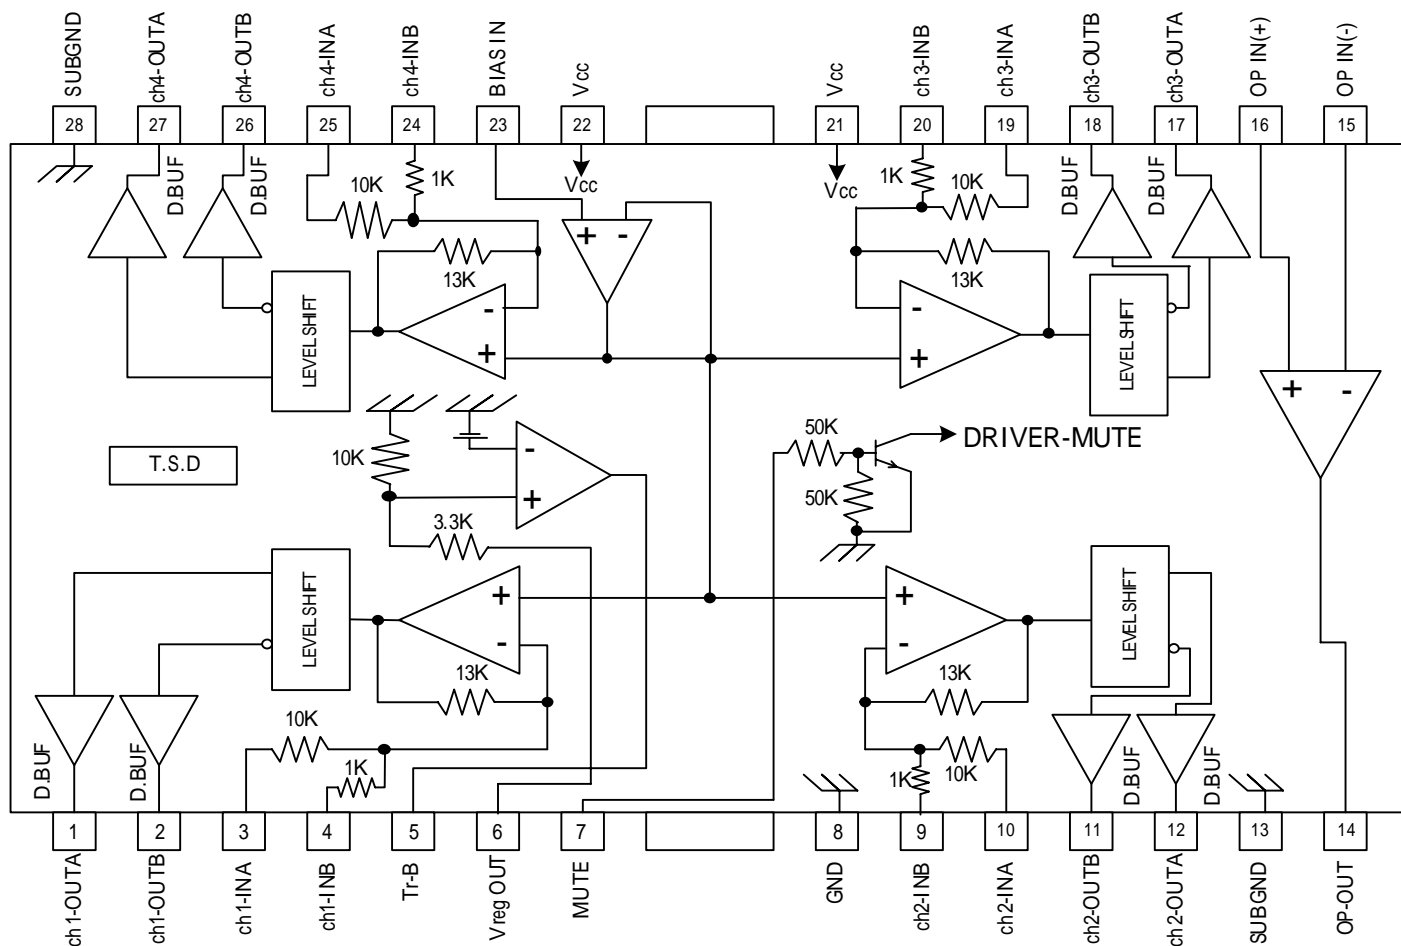 SUBGND
ch4-OUTA
ch4-OUTB
ch4-INA
ch4-INB
BIAS IN
Vcc
Vcc
ch3-INB
ch3-INA
ch3-OUTB
ch3-OUTA
OP IN(+)
OP IN(-)
28
27
26
25
24
23
22
21
20
19
18
17
16
15
D.BUF
D.BUF
10K
1K
Vcc
Vcc
1K
10K
D.BUF
D.BUF
+
-
13K
13K
LEVEL SHIFT
-
+
-
+
LEVEL SHIFT
+
-
T.S.D
10K
-
+
3.3K
50K
50K
DRIVER-MUTE
LEVEL SHIFT
+
-
+
-
LEVEL SHIFT
13K
13K
10K
1K
1K
10K
D.BUF
D.BUF
D.BUF
D.BUF
1
2
3
4
5
6
7
8
9
10
11
12
13
14
ch1-OUTA
ch1-OUTB
ch1-INA
ch1-INB
Tr-B
Vreg OUT
MUTE
GND
ch2-INB
ch2-INA
ch2-OUTB
ch2-OUTA
SUBGND
OP-OUT